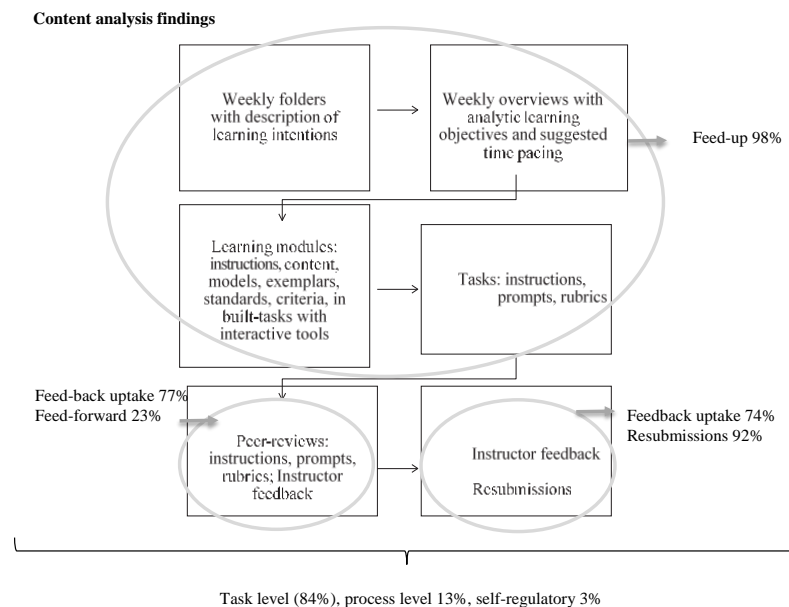 Content analysis findings
Weekly folders
with description of
learning intentions
Weekly overviews with
analytic learning
objectives and suggested
time pacing
Feed-up 98%
Learning modules:
instructions, content,
models, exemplars,
standards, criteria, in
built-tasks with
interactive tools
Tasks: instructions,
prompts, rubrics
Feed-back uptake 77%
Feed-forward 23%
Peer-reviews:
instructions, prompts,
rubrics; Instructor
feedback
Instructor feedback
Resubmissions
Feedback uptake 74%
Resubmissions 92%
Task level (84%), process level 13%, self-regulatory 3%